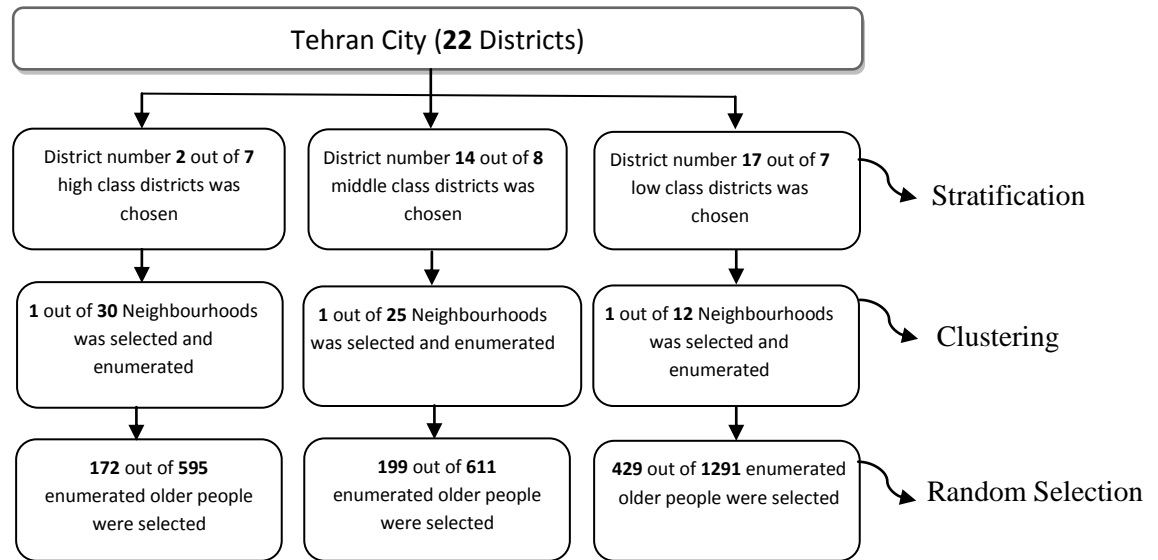 Tehran City (22 Districts)
District number 2 out of 7
high class districts was
chosen
District number 14 out of 8
middle class districts was
chosen
District number 17 out of 7
low class districts was
chosen
Stratification
1 out of 30 Neighbourhoods
was selected and
enumerated
1 out of 25 Neighbourhoods
was selected and enumerated
1 out of 12 Neighbourhoods
was selected and
enumerated
Clustering
172 out of 595
enumerated older people
were selected
199 out of 611
enumerated older people
were selected
429 out of 1291 enumerated
older people were selected
Random Selection